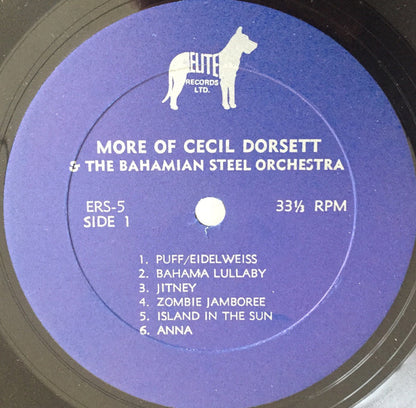 ELITE
RECORDS
LTD.
MORE OF CECIL DORSETT
& THE BAHAMIAN STEEL ORCHESTRA
ERS-5 33⅓ RPM
SIDE 1
1. PUFF/EIDELWEISS
2. BAHAMA LULLABY
3. JITNEY
4. ZOMBIE JAMBOREE
5. ISLAND IN THE SUN
6. ANNA